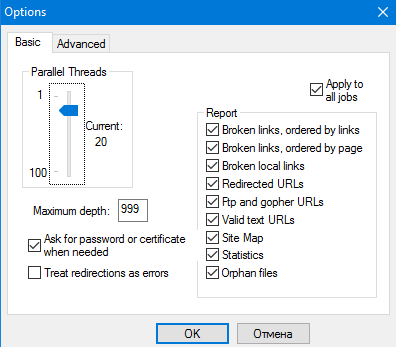 Options
Basic
Advanced
Parallel Threads
1
Current:
20
100
Maximum depth: 999
Ask for password or certificate
when needed
Treat redirections as errors
Apply to
all jobs
Report
Broken links, ordered by links
Broken links, ordered by page
Broken local links
Redirected URLs
Ftp and gopher URLs
Valid text URLs
Site Map
Statistics
Orphan files
OK
Отмена